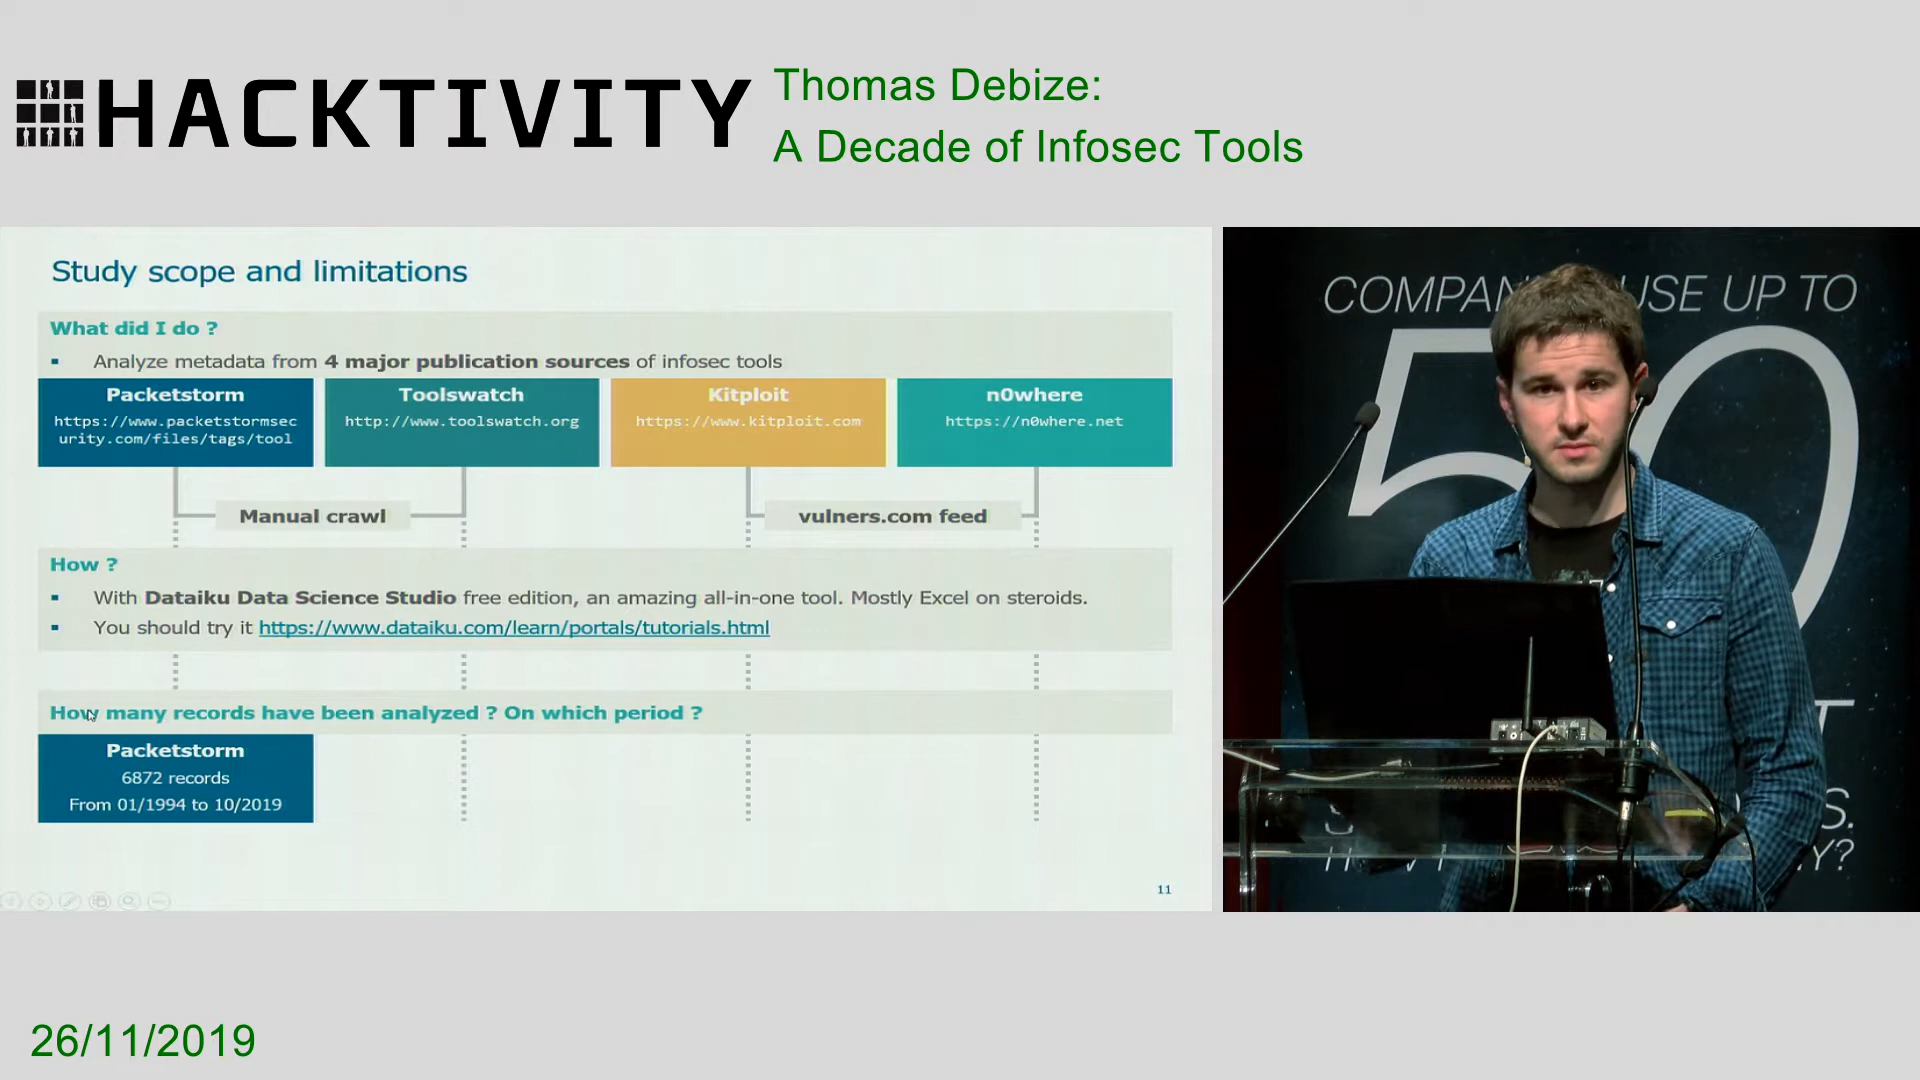 HACKTIVITY
Thomas Debize:
A Decade of Infosec Tools
Study scope and limitations
What did I do ?
▪ Analyze metadata from 4 major publication sources of infosec tools
Packetstorm
https://www.packetstormsec
urity.com/files/tags/tool
Toolswatch
http://www.toolswatch.org
Kitploit
https://www.kitploit.com
n0where
https://n0where.net
Manual crawl
vulners.com feed
How ?
▪ With Dataiku Data Science Studio free edition, an amazing all-in-one tool. Mostly Excel on steroids.
▪ You should try it https://www.dataiku.com/learn/portals/tutorials.html
How many records have been analyzed ? On which period ?
Packetstorm
6872 records
From 01/1994 to 10/2019
11
USE UP TO
50
26/11/2019